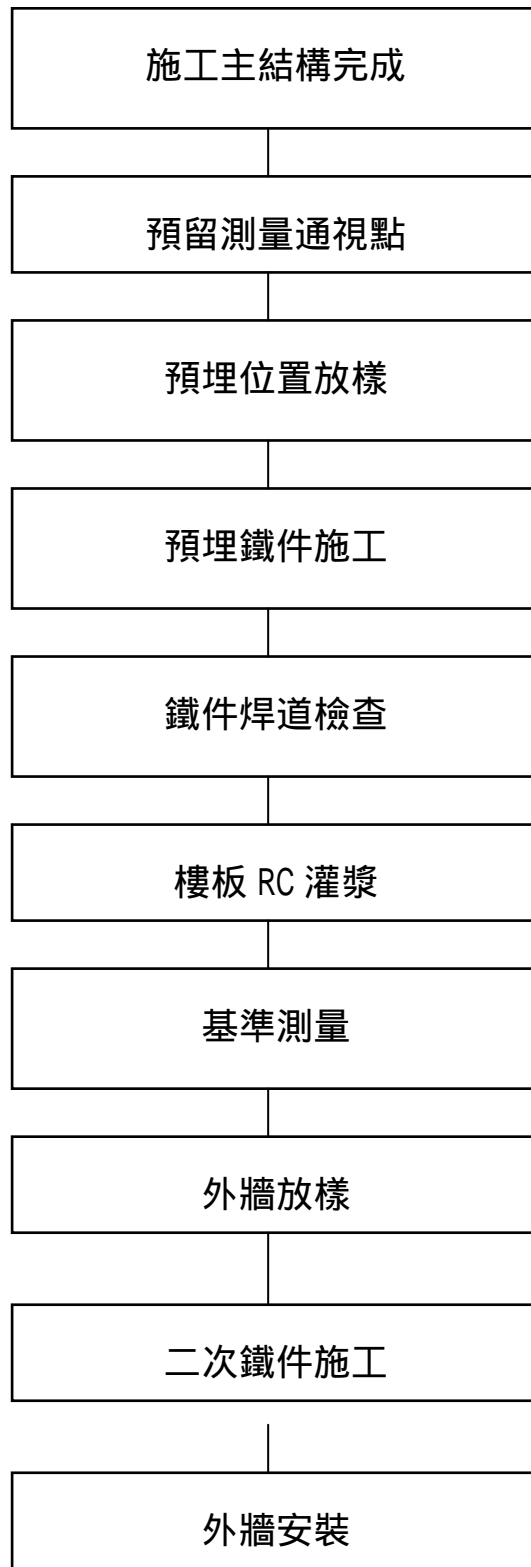 施工主結構完成
預留測量通視點
預埋位置放樣
預埋鐵件施工
鐵件焊道檢查
樓板 RC 灌漿
基準測量
外牆放樣
二次鐵件施工
外牆安裝